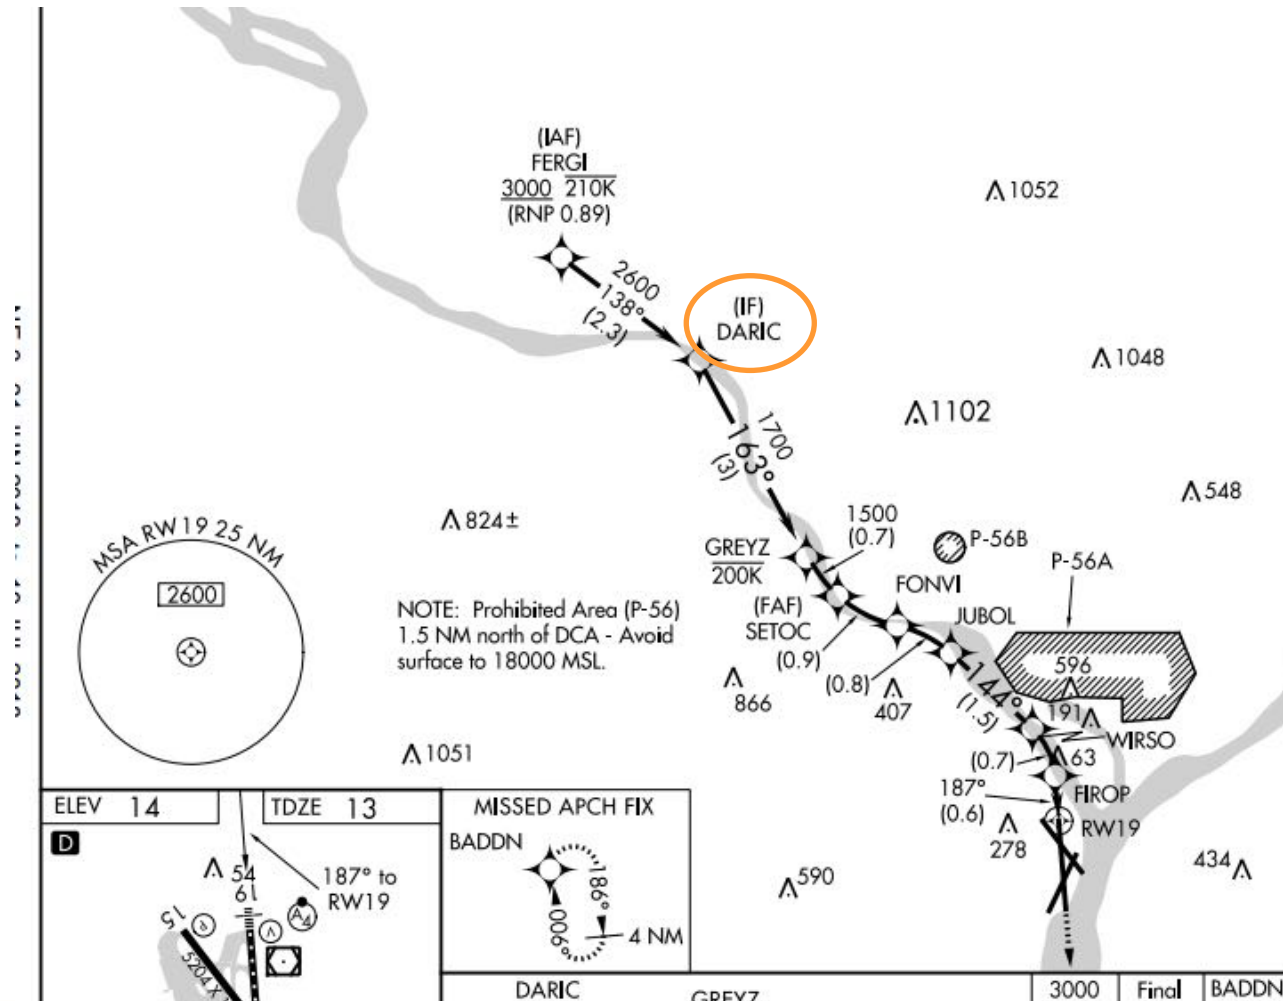 (IAF)
FERGI
3000 210K
(RNP 0.89)
1052
2600
138°
(2.3)
(IF)
DARIC
1048
1102
1700
163°
(3)
548
824±
MSA RW19 25 NM
2600
1500
(0.7)
P-56B
GREYZ
200K
P-56A
FONVI
NOTE: Prohibited Area (P-56)
1.5 NM north of DCA - Avoid
surface to 18000 MSL.
(FAF)
SETOC
JUBOL
(0.9)
(0.8)
596
866
407
144°
(1.5)
191
WIRSO
1051
(0.7)
63
187°
(0.6)
FIROP
RW19
278
434
590
ELEV 14
TDZE 13
D
54
19
187° to
RW19
15
P
A4
V
5204 X
MISSED APCH FIX
BADDN
186°
006°
4 NM
DARIC
GREYZ
3000
Final
BADDN